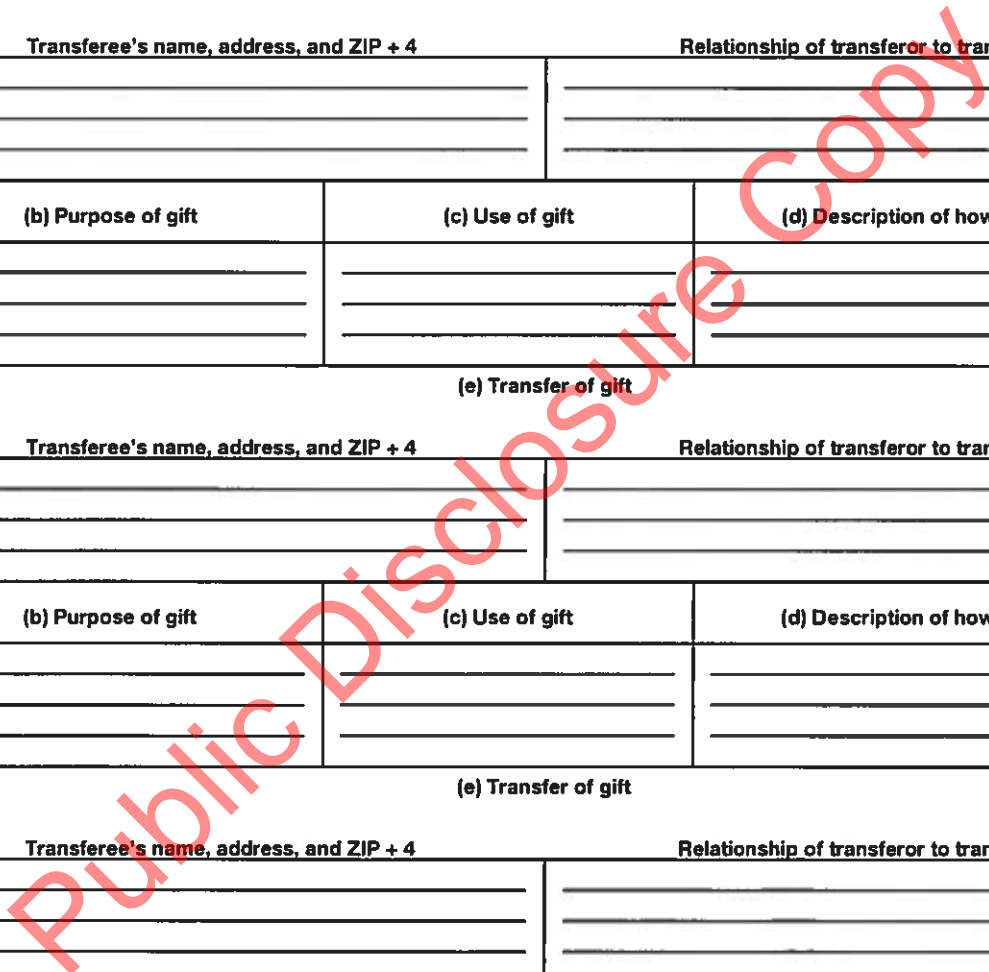 Transferee's name, address, and ZIP + 4 Relationship of transferor to tran
(b) Purpose of gift (c) Use of gift (d) Description of how
(e) Transfer of gift
Transferee's name, address, and ZIP + 4 Relationship of transferor to tran
(b) Purpose of gift (c) Use of gift (d) Description of how
(e) Transfer of gift
Transferee's name, address, and ZIP + 4 Relationship of transferor to tran
Public Disclosure Copy